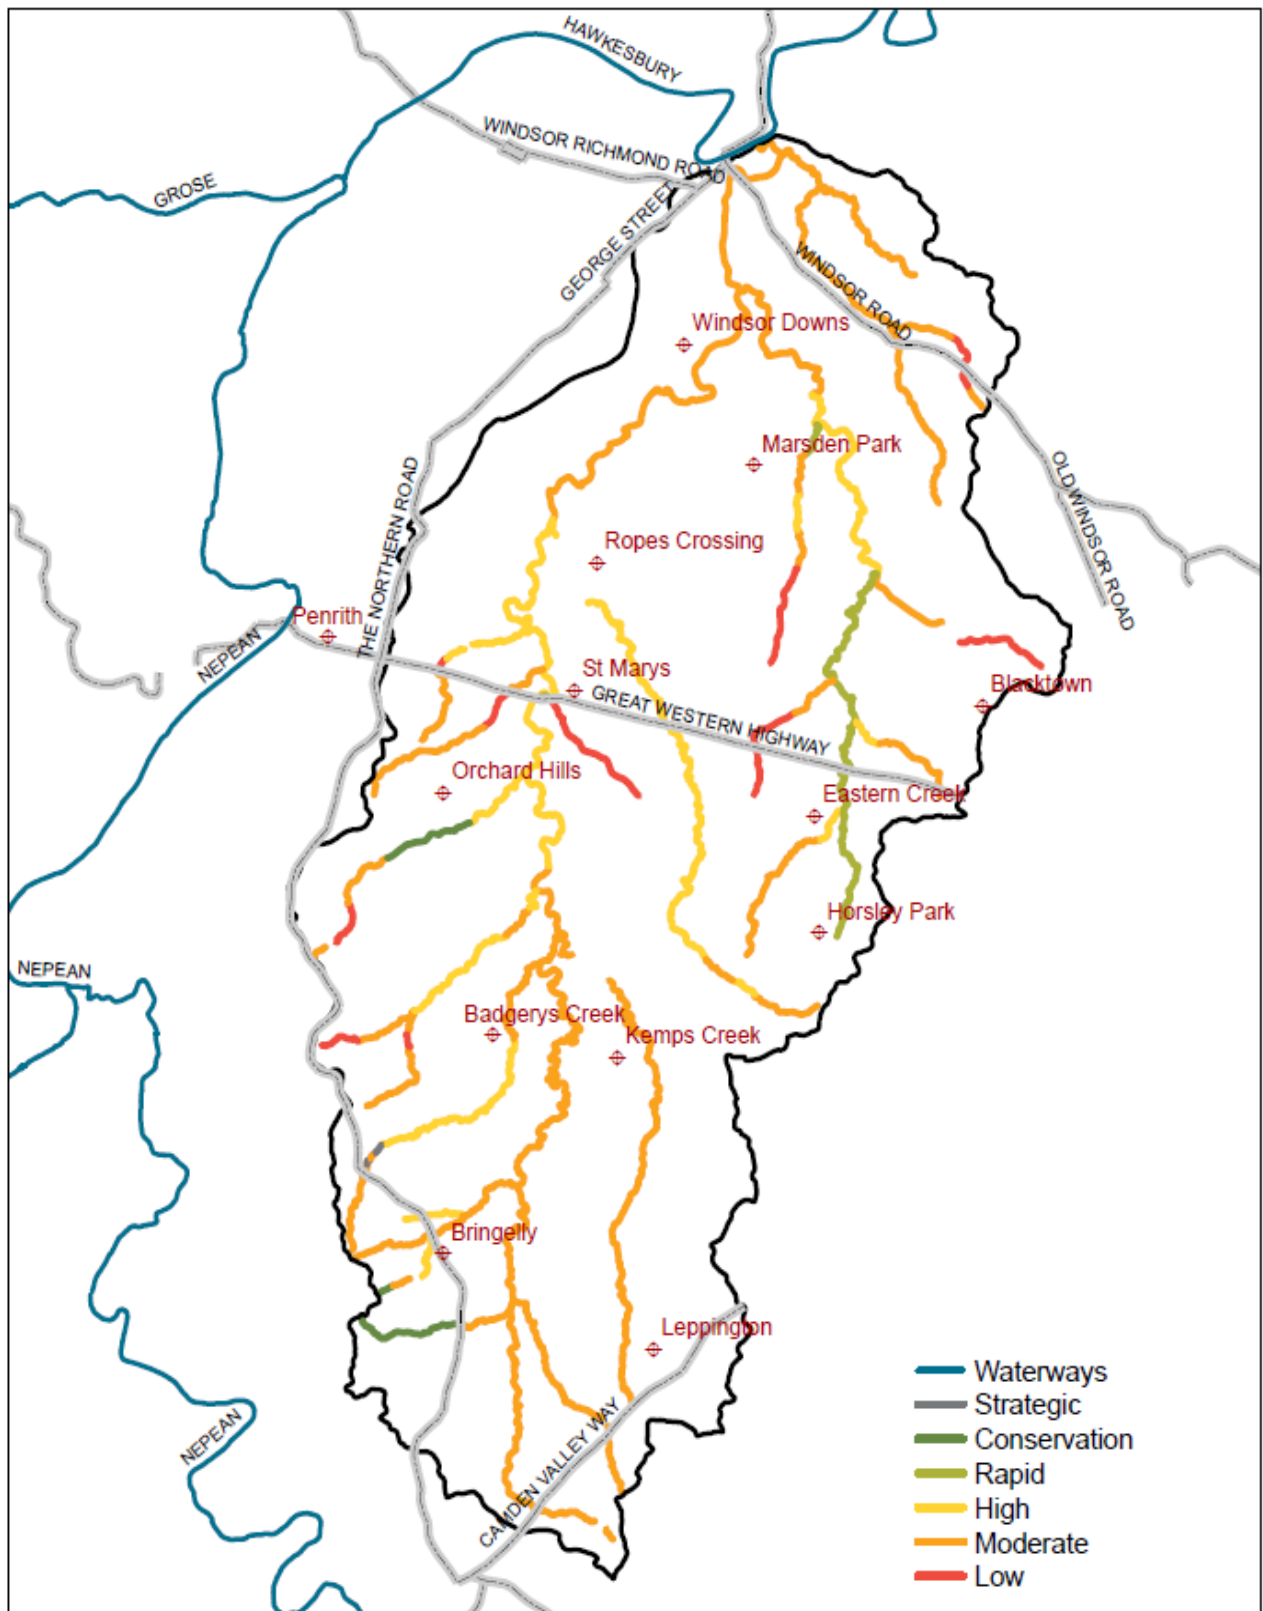 HAWKESBURY
WINDSOR RICHMOND ROAD
GROSE
GEORGE STREET
WINDSOR ROAD
Windsor Downs
Marsden Park
OLD WINDSOR ROAD
THE NORTHERN ROAD
Ropes Crossing
Penrith
NEPEAN
St Marys
GREAT WESTERN HIGHWAY
Blacktown
Orchard Hills
Eastern Creek
Horsley Park
NEPEAN
Badgerys Creek
Kemps Creek
Bringelly
Leppington
NEPEAN
CAMDEN VALLEY WAY
Waterways
Strategic
Conservation
Rapid
High
Moderate
Low